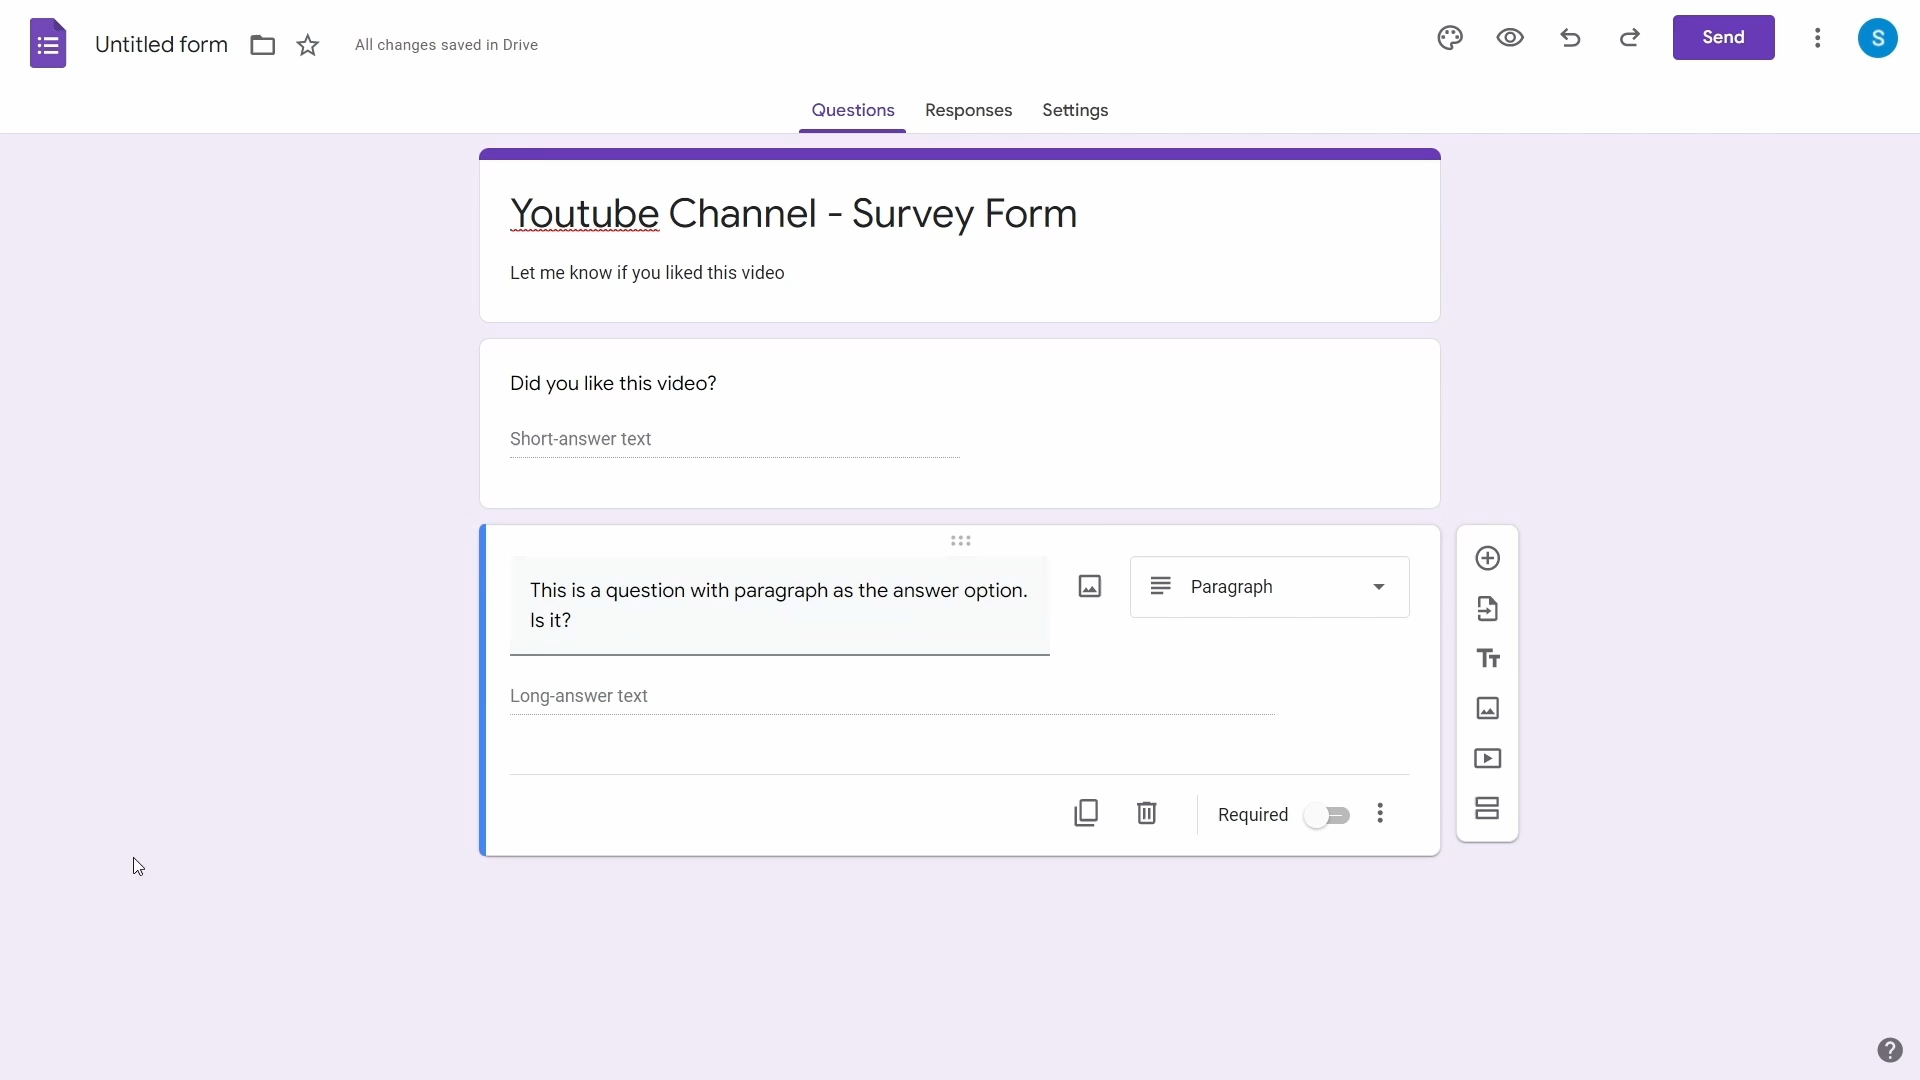 Untitled form
All changes saved in Drive
Send
S
Questions
Responses
Settings
Youtube Channel - Survey Form
Let me know if you liked this video
Did you like this video?
Short-answer text
This is a question with paragraph as the answer option.
Is it?
Paragraph
Tт
Long-answer text
Required
?